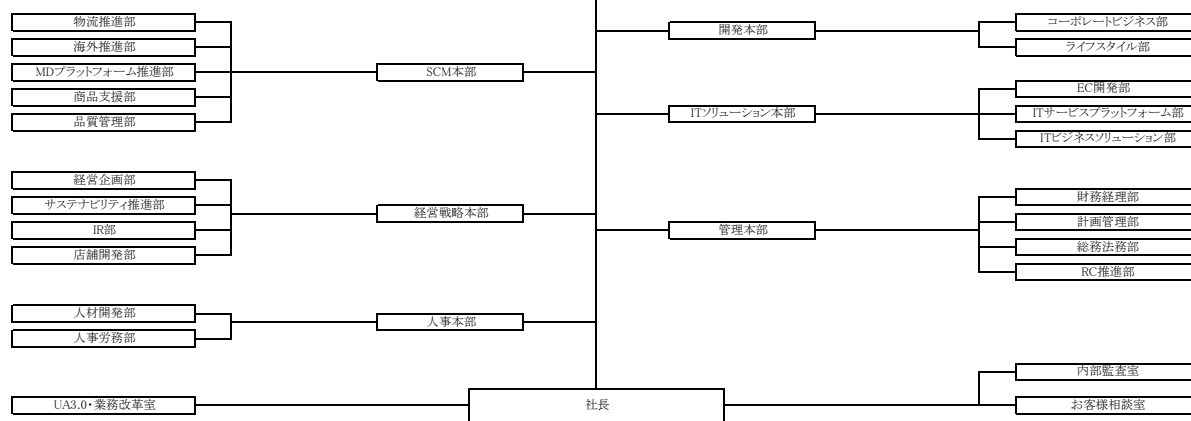 物流推進部
海外推進部
MDプラットフォーム推進部
商品支援部
品質管理部
SCM本部
開発本部
コーポレートビジネス部
ライフスタイル部
ITソリューション本部
EC開発部
ITサービスプラットフォーム部
ITビジネスソリューション部
経営企画部
サステナビリティ推進部
IR部
店舗開発部
経営戦略本部
管理本部
財務経理部
計画管理部
総務法務部
RC推進部
人材開発部
人事労務部
人事本部
UA3.0・業務改革室
社長
内部監査室
お客様相談室